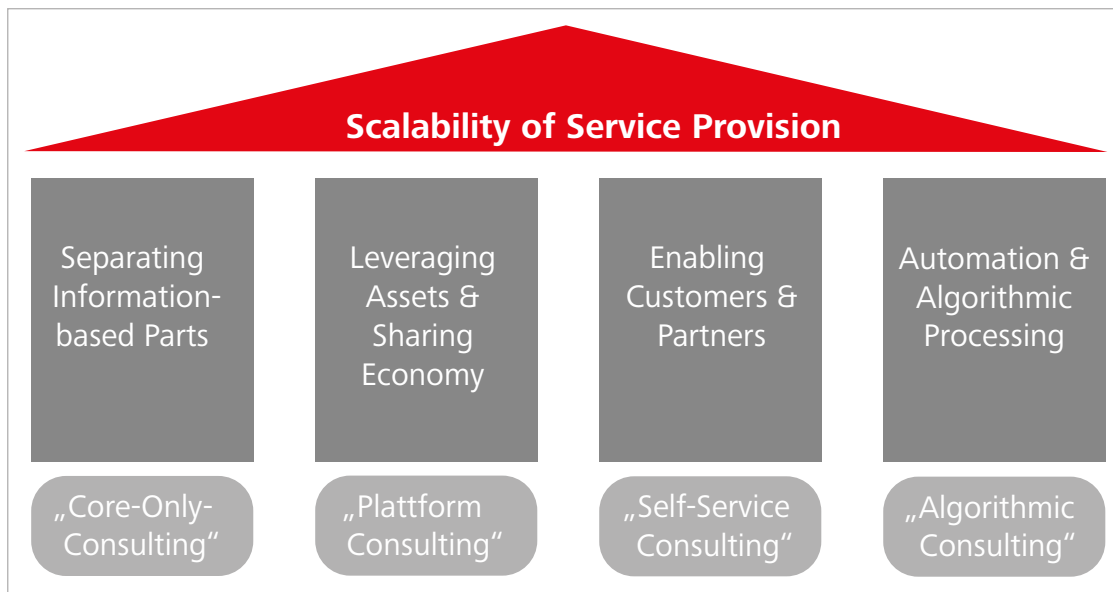 Scalability of Service Provision
Separating
Information-
based Parts
Leveraging
Assets &
Sharing
Economy
Enabling
Customers &
Partners
Automation &
Algorithmic
Processing
„Core-Only-
Consulting“
„Plattform
Consulting“
„Self-Service
Consulting“
„Algorithmic
Consulting“